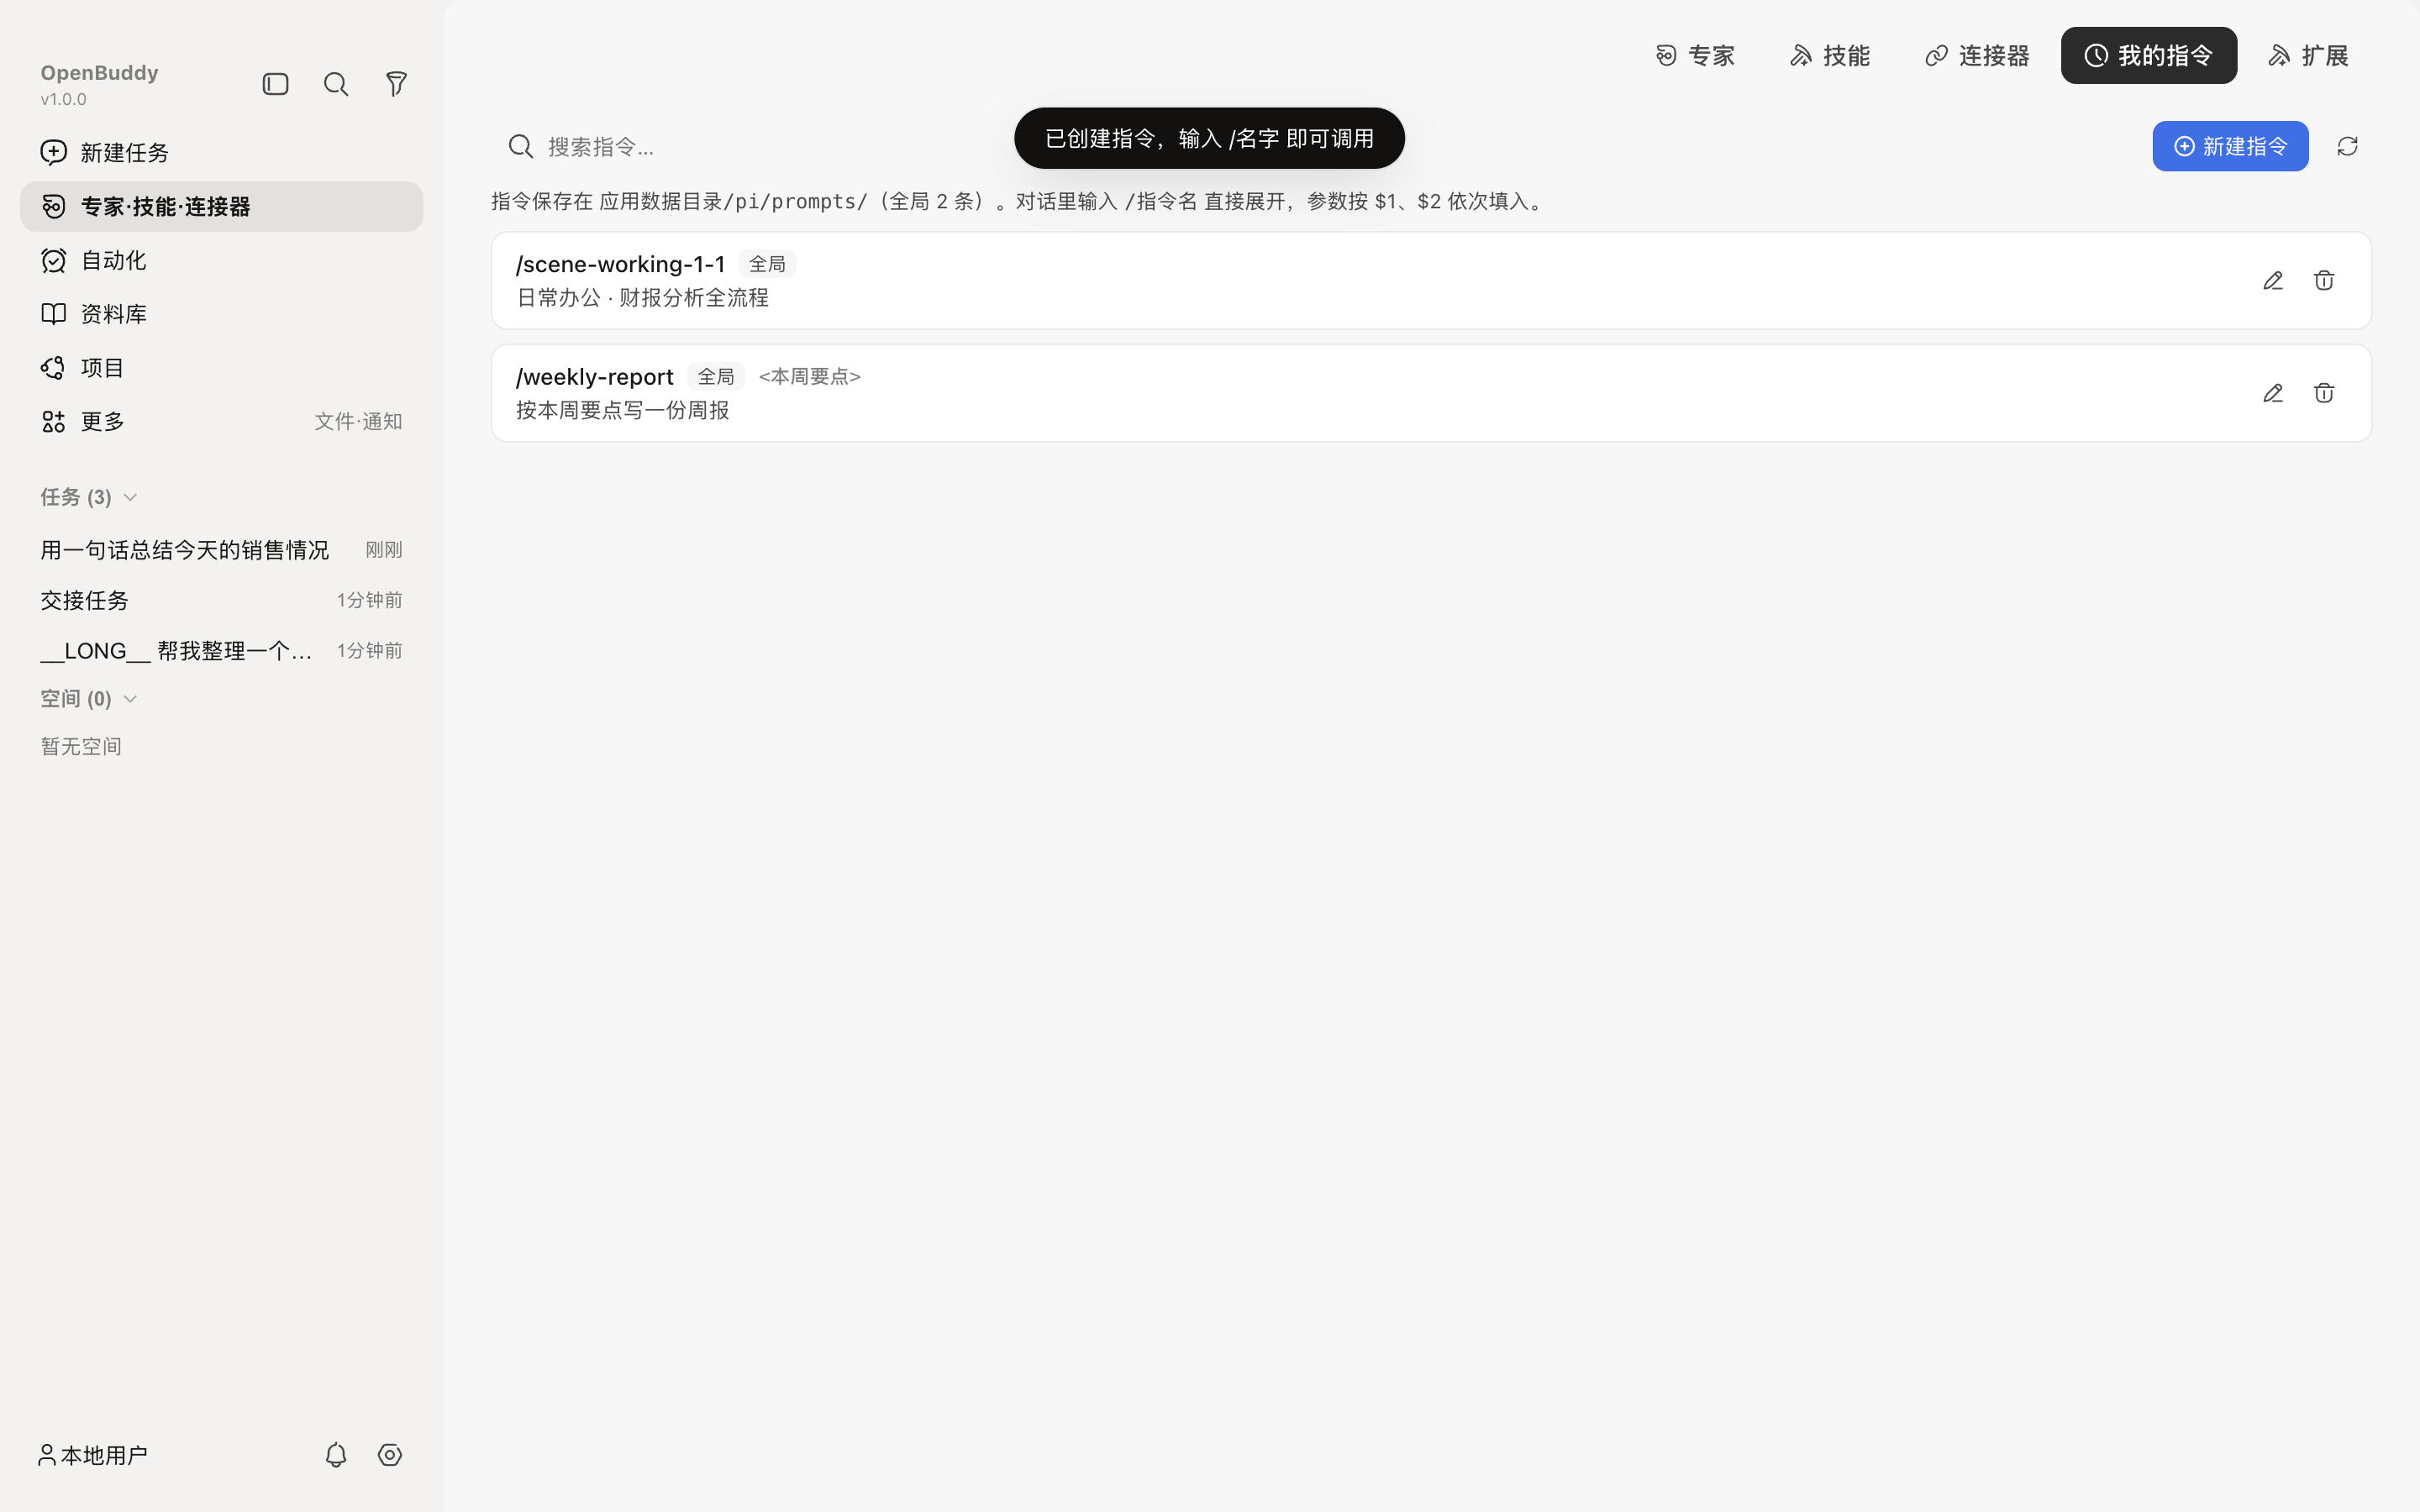 OpenBuddy
v1.0.0
新建任务
专家·技能·连接器
自动化
资料库
项目
更多 文件·通知
任务 (3)
用一句话总结今天的销售情况 刚刚
交接任务 1分钟前
__LONG__ 帮我整理一个... 1分钟前
空间 (0)
暂无空间
本地用户
专家 技能 连接器 我的指令 扩展
搜索指令...
已创建指令，输入 /名字 即可调用
新建指令
指令保存在 应用数据目录/pi/prompts/（全局 2 条）。对话里输入 /指令名 直接展开，参数按 $1、$2 依次填入。
/scene-working-1-1 全局
日常办公 · 财报分析全流程
/weekly-report 全局 <本周要点>
按本周要点写一份周报